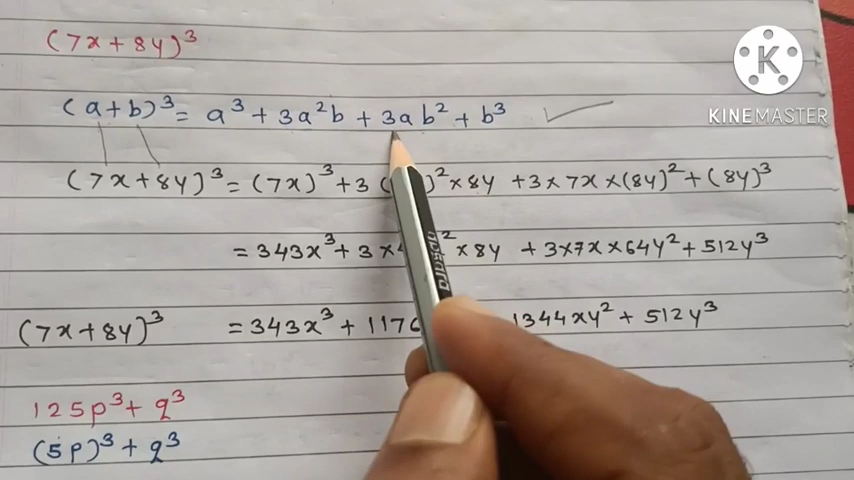 (7x + 8y)³
K
KINEMASTER
(a + b)³ = a³ + 3a²b + 3ab² + b³
(7x + 8y)³ = (7x)³ + 3 ( )² × 8y + 3 × 7x × (8y)² + (8y)³
= 343x³ + 3 × 4 ² × 8y + 3×7x × 64y² + 512y³
apsara
(7x + 8y)³ = 343x³ + 1176 1344xy² + 512y³
125p³ + q³
(5p)³ + q³